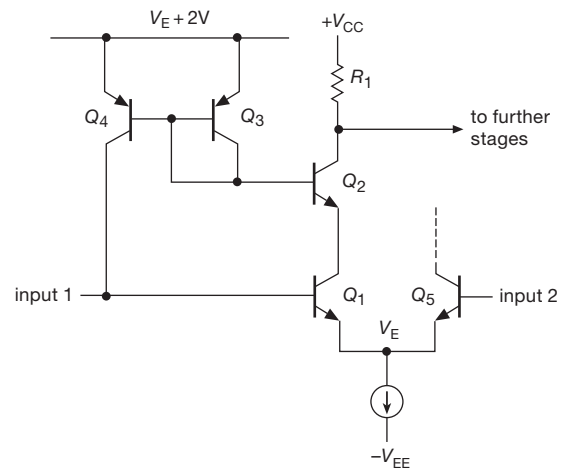 V_E + 2V
+V_CC
R_1
to further
stages
Q_4
Q_3
Q_2
input 1
Q_1
Q_5
input 2
V_E
–V_EE